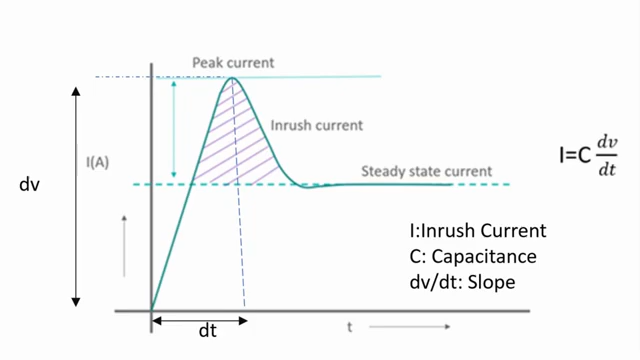 Peak current
Inrush current
I(A)
dv
Steady state current
I=C dv/dt
I:Inrush Current
C: Capacitance
dv/dt: Slope
dt
t